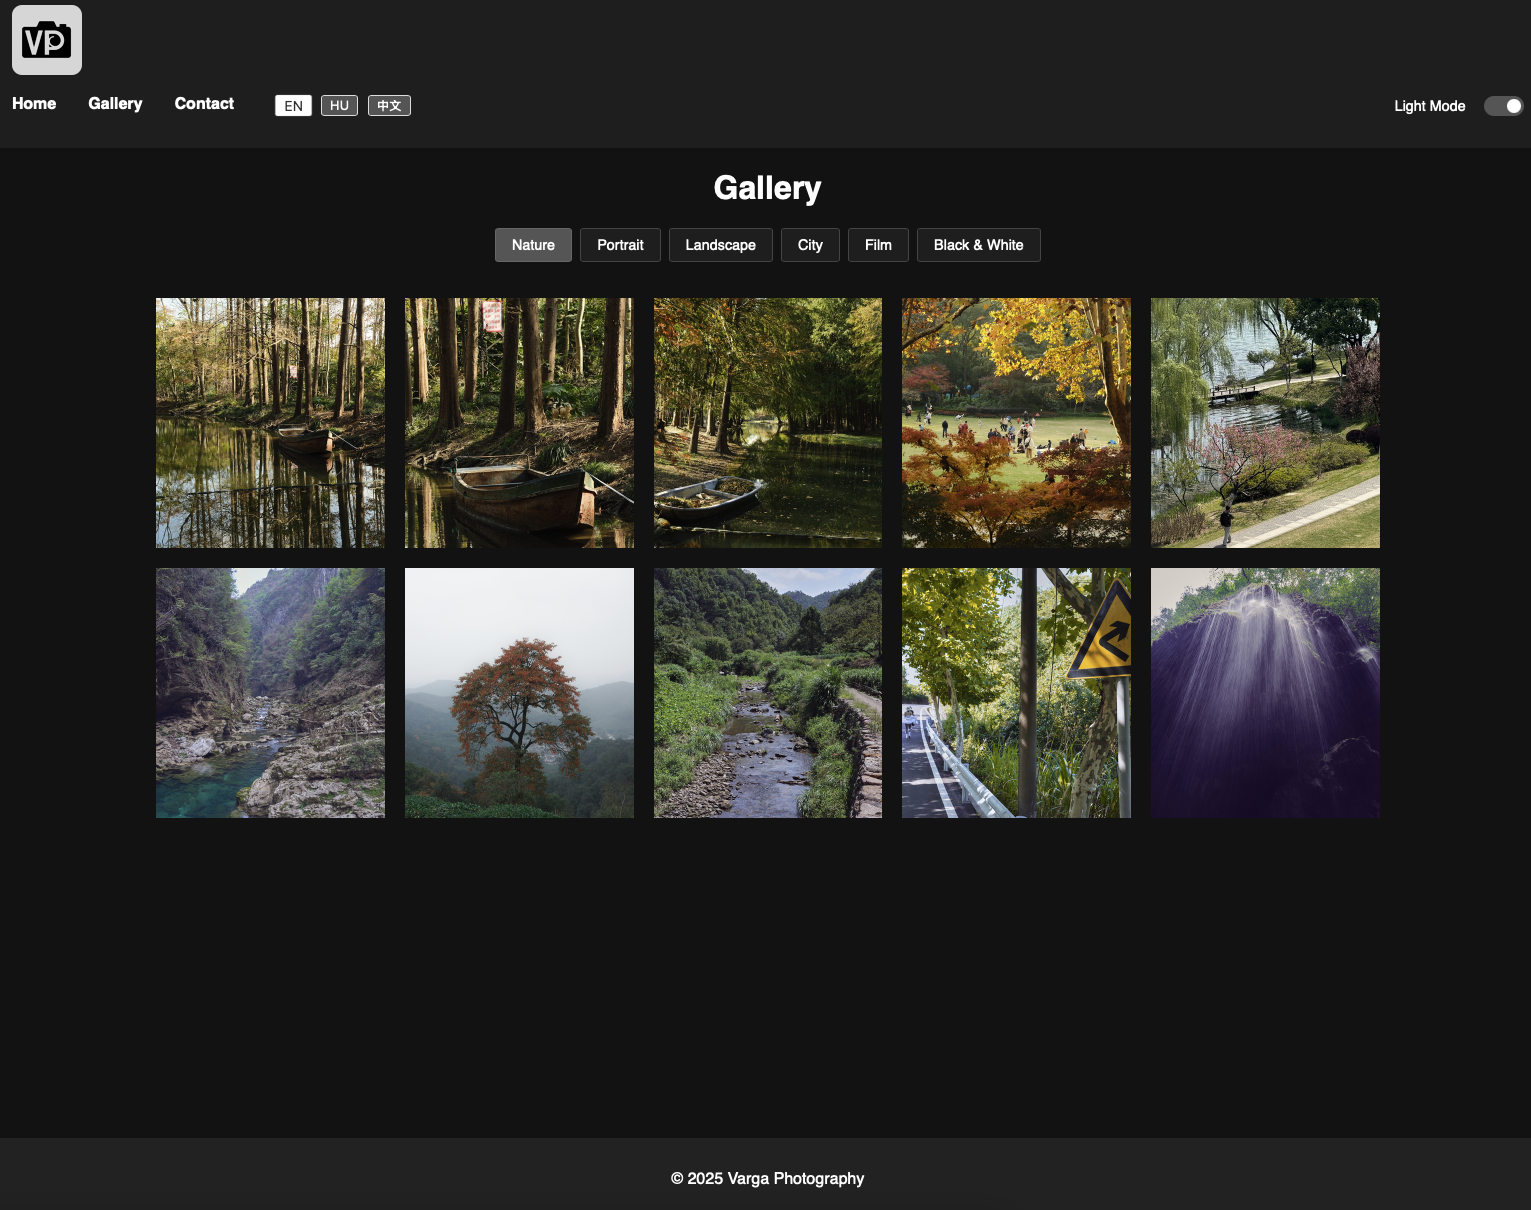 VP
Home Gallery Contact EN HU 中文 Light Mode
Gallery
Nature Portrait Landscape City Film Black & White
© 2025 Varga Photography